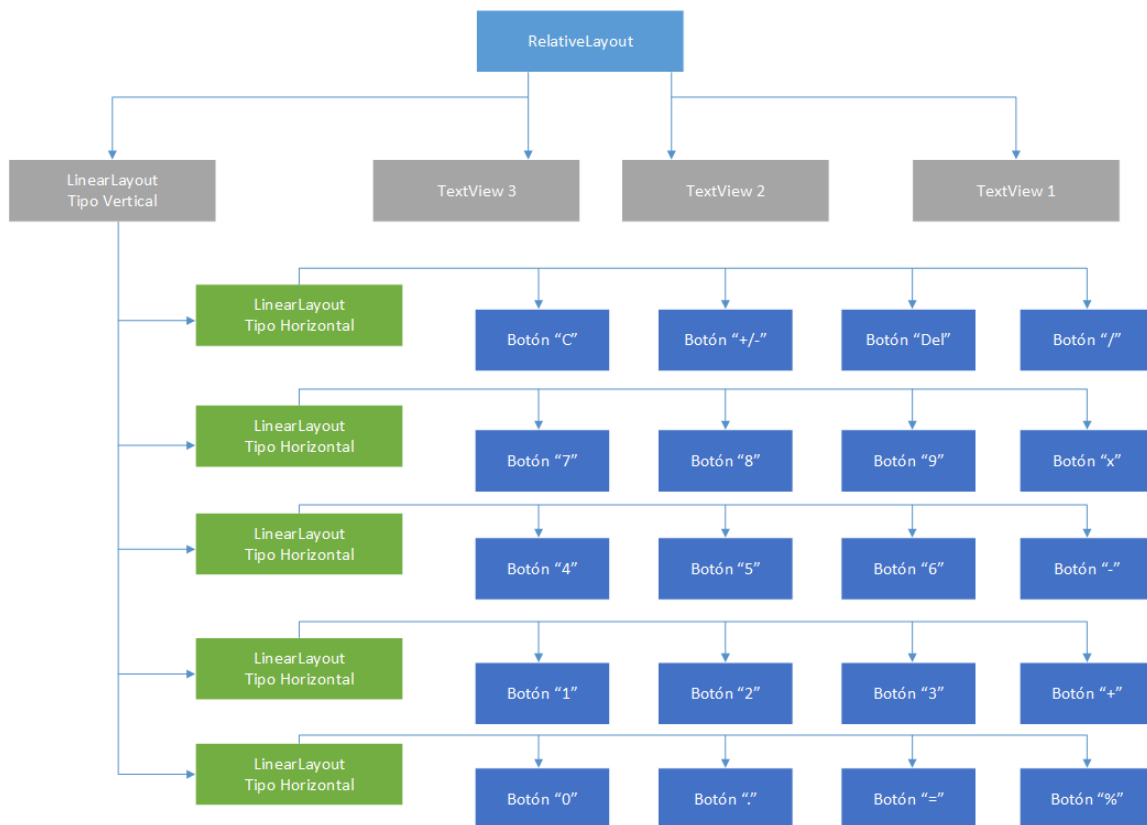 RelativeLayout
LinearLayout
Tipo Vertical
TextView 3
TextView 2
TextView 1
LinearLayout
Tipo Horizontal
Botón “C”
Botón “+/-”
Botón “Del”
Botón “/”
LinearLayout
Tipo Horizontal
Botón “7”
Botón “8”
Botón “9”
Botón “x”
LinearLayout
Tipo Horizontal
Botón “4”
Botón “5”
Botón “6”
Botón “-”
LinearLayout
Tipo Horizontal
Botón “1”
Botón “2”
Botón “3”
Botón “+”
LinearLayout
Tipo Horizontal
Botón “0”
Botón “.”
Botón “=”
Botón “%”